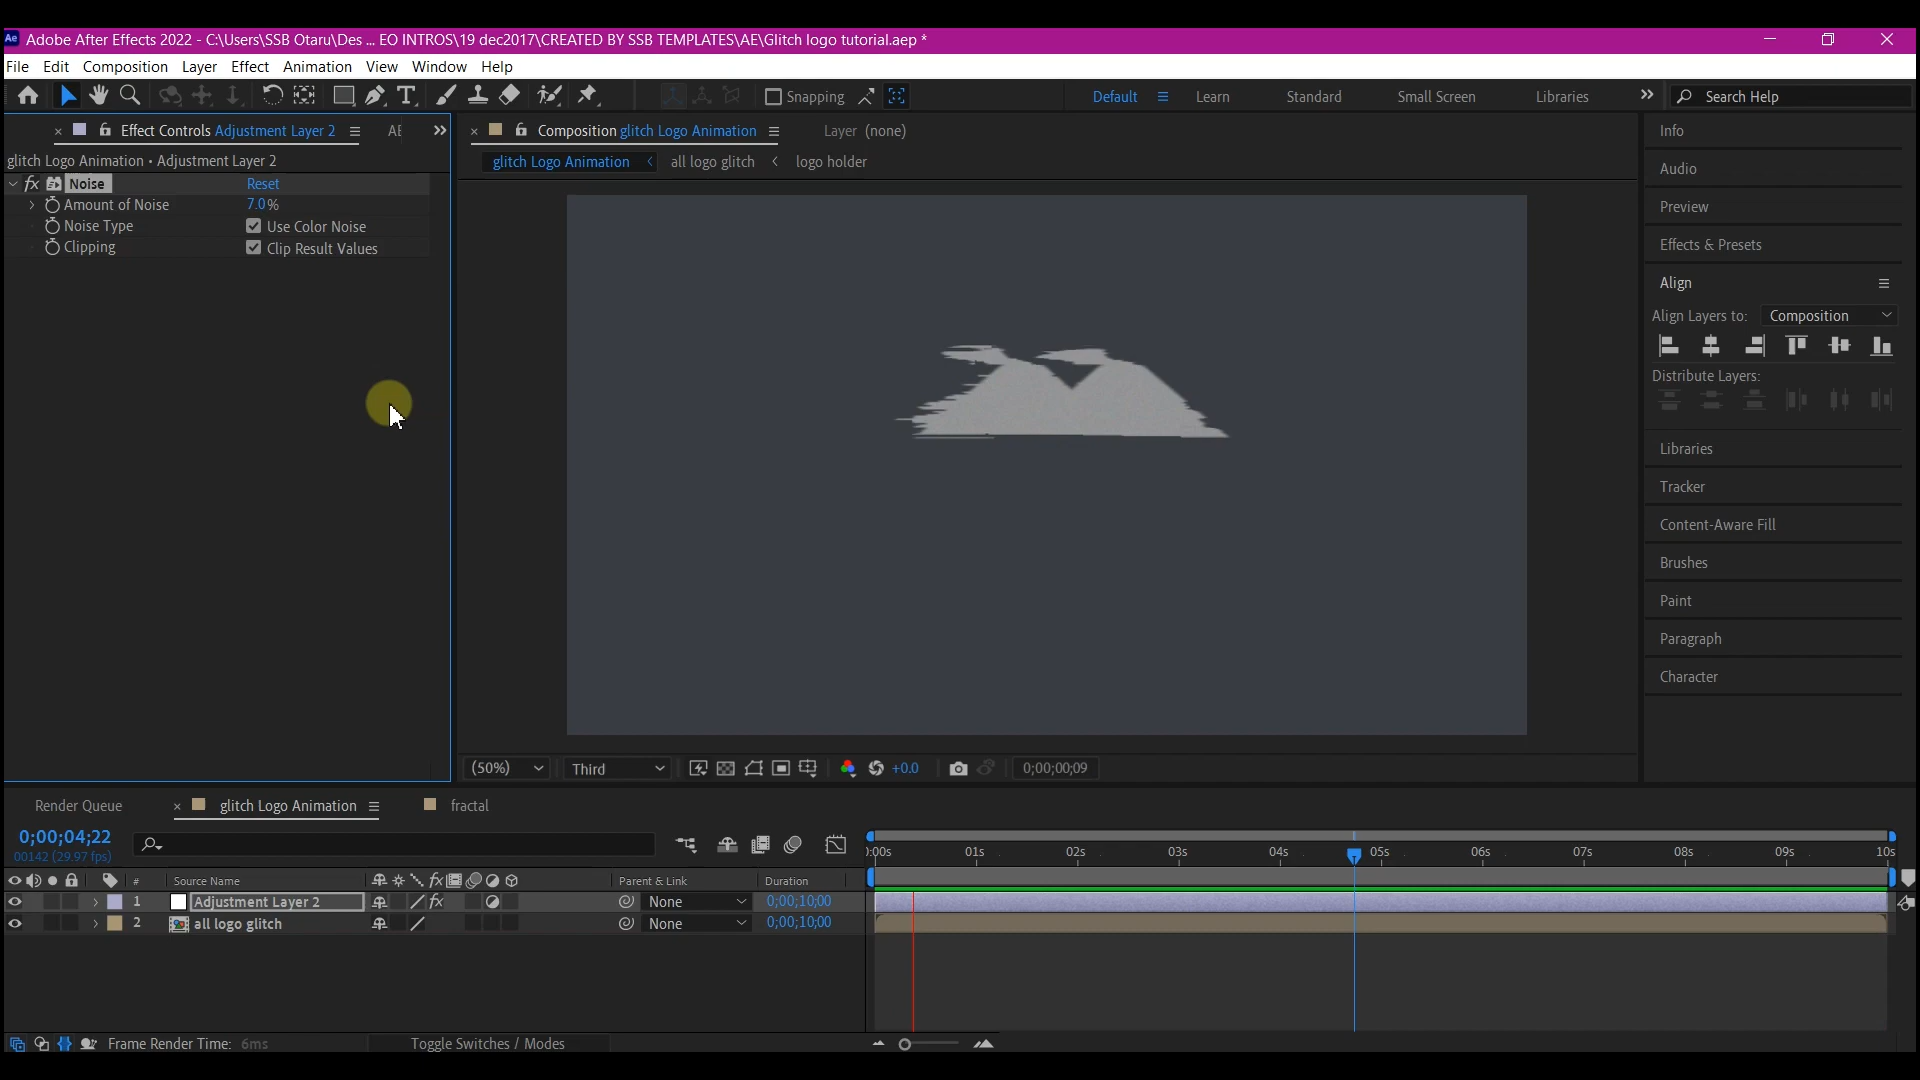 Ae Adobe After Effects 2022 - C:\Users\SSB Otaru\Des ... EO INTROS\19 dec2017\CREATED BY SSB TEMPLATES\AE\Glitch logo tutorial.aep *
File Edit Composition Layer Effect Animation View Window Help
Snapping Default Learn Standard Small Screen Libraries Search Help
Effect Controls Adjustment Layer 2
Composition glitch Logo Animation Layer (none)
Info
glitch Logo Animation • Adjustment Layer 2
glitch Logo Animation all logo glitch logo holder
Audio
fx Noise Reset
Amount of Noise 7.0%
Noise Type Use Color Noise
Clipping Clip Result Values
Preview
Effects & Presets
Align
Align Layers to: Composition
Distribute Layers:
Libraries
Tracker
Content-Aware Fill
Brushes
Paint
Paragraph
Character
(50%) Third +0.0 0;00;00;09
Render Queue glitch Logo Animation fractal
0;00;04;22
00142 (29.97 fps)
:00s 01s 02s 03s 04s 05s 06s 07s 08s 09s 10s
# Source Name fx Parent & Link Duration
1 Adjustment Layer 2 fx None 0;00;10;00
2 all logo glitch None 0;00;10;00
Frame Render Time: 6ms Toggle Switches / Modes